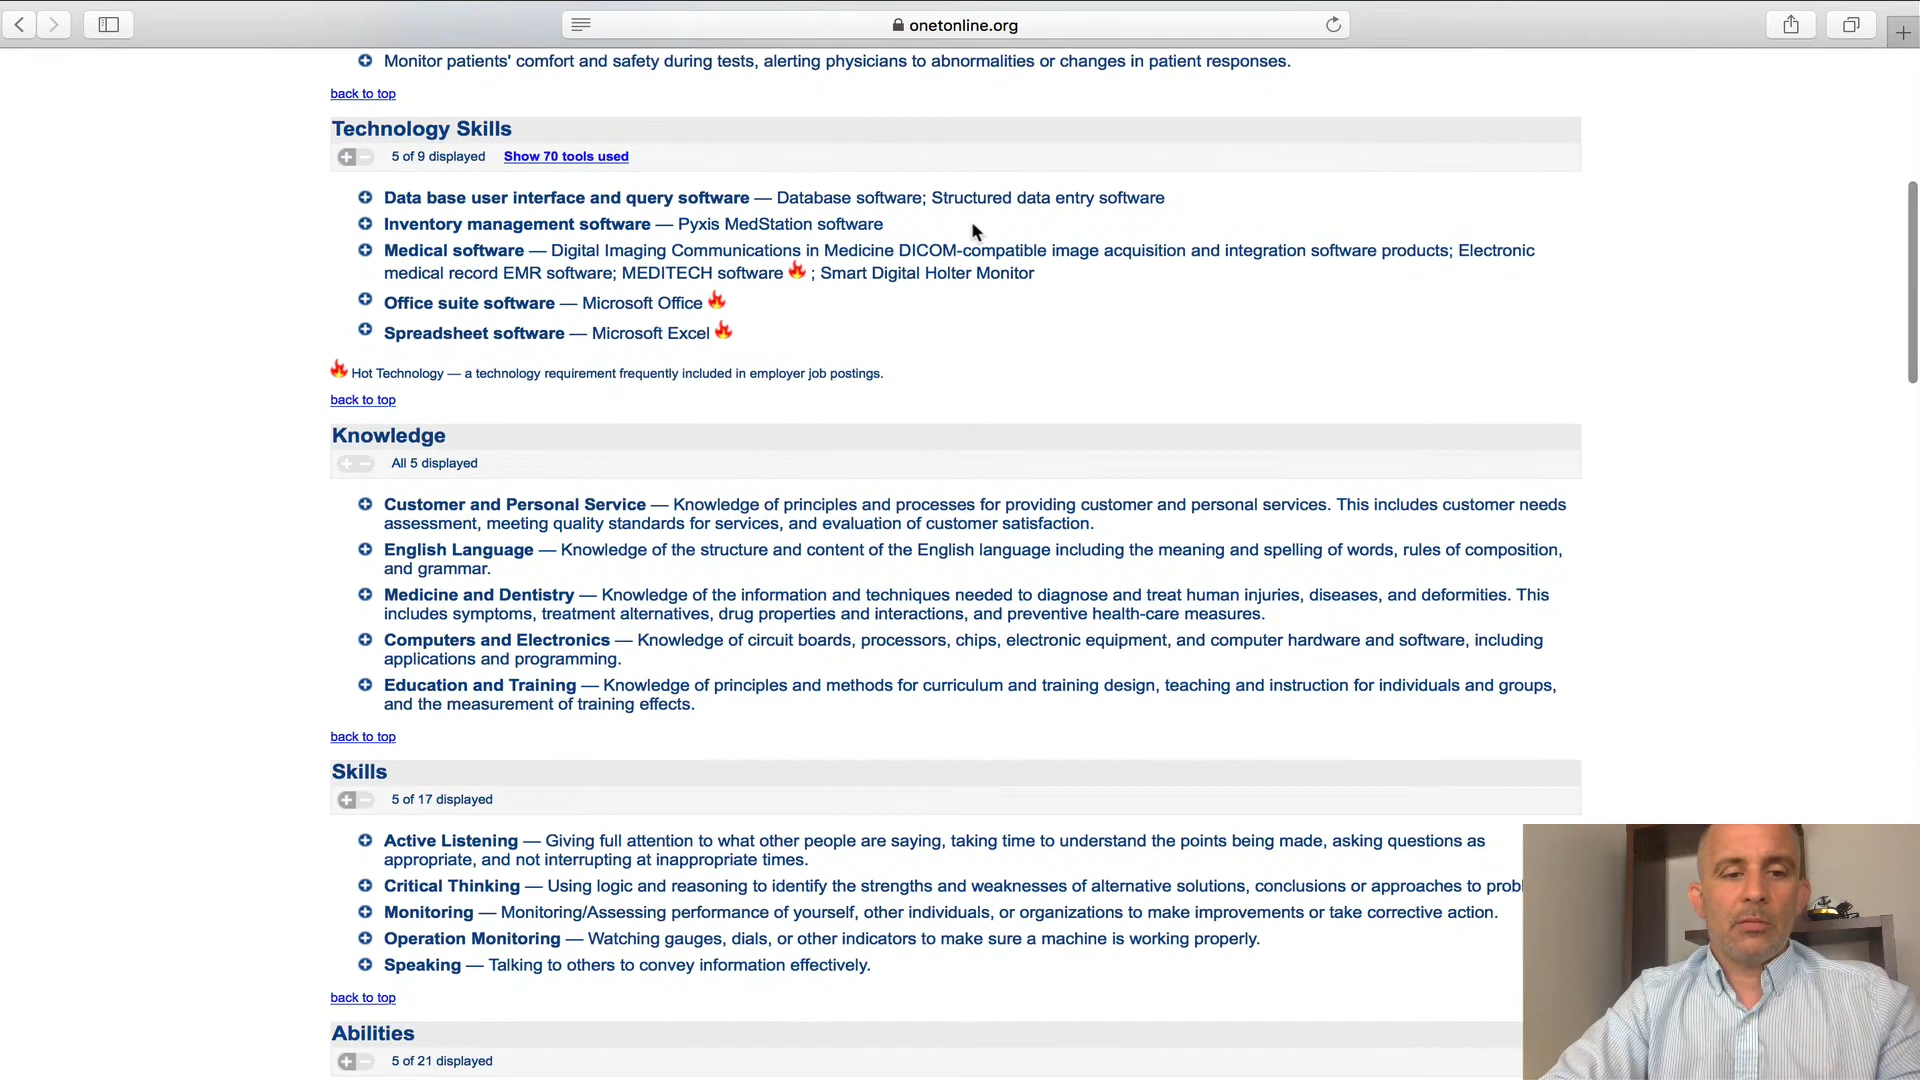 onetonline.org
Monitor patients' comfort and safety during tests, alerting physicians to abnormalities or changes in patient responses.
back to top
Technology Skills
5 of 9 displayed Show 70 tools used
Data base user interface and query software — Database software; Structured data entry software
Inventory management software — Pyxis MedStation software
Medical software — Digital Imaging Communications in Medicine DICOM-compatible image acquisition and integration software products; Electronic
medical record EMR software; MEDITECH software 🔥 ; Smart Digital Holter Monitor
Office suite software — Microsoft Office 🔥
Spreadsheet software — Microsoft Excel 🔥
🔥 Hot Technology — a technology requirement frequently included in employer job postings.
back to top
Knowledge
All 5 displayed
Customer and Personal Service — Knowledge of principles and processes for providing customer and personal services. This includes customer needs
assessment, meeting quality standards for services, and evaluation of customer satisfaction.
English Language — Knowledge of the structure and content of the English language including the meaning and spelling of words, rules of composition,
and grammar.
Medicine and Dentistry — Knowledge of the information and techniques needed to diagnose and treat human injuries, diseases, and deformities. This
includes symptoms, treatment alternatives, drug properties and interactions, and preventive health-care measures.
Computers and Electronics — Knowledge of circuit boards, processors, chips, electronic equipment, and computer hardware and software, including
applications and programming.
Education and Training — Knowledge of principles and methods for curriculum and training design, teaching and instruction for individuals and groups,
and the measurement of training effects.
back to top
Skills
5 of 17 displayed
Active Listening — Giving full attention to what other people are saying, taking time to understand the points being made, asking questions as
appropriate, and not interrupting at inappropriate times.
Critical Thinking — Using logic and reasoning to identify the strengths and weaknesses of alternative solutions, conclusions or approaches to
Monitoring — Monitoring/Assessing performance of yourself, other individuals, or organizations to make improvements or take corrective action.
Operation Monitoring — Watching gauges, dials, or other indicators to make sure a machine is working properly.
Speaking — Talking to others to convey information effectively.
back to top
Abilities
5 of 21 displayed